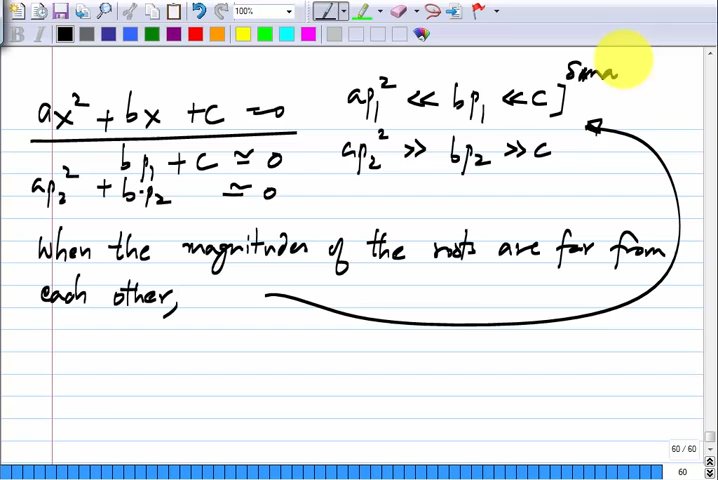 100%
ax² + bx + c = 0
ap₁² << bp₁ << c]
bp₁ + c ≅ 0
ap₂² >> bp₂ >> c
ap₂² + b·p₂ ≅ 0
When the magnitudes of the roots are far from
each other,
60 / 60
60